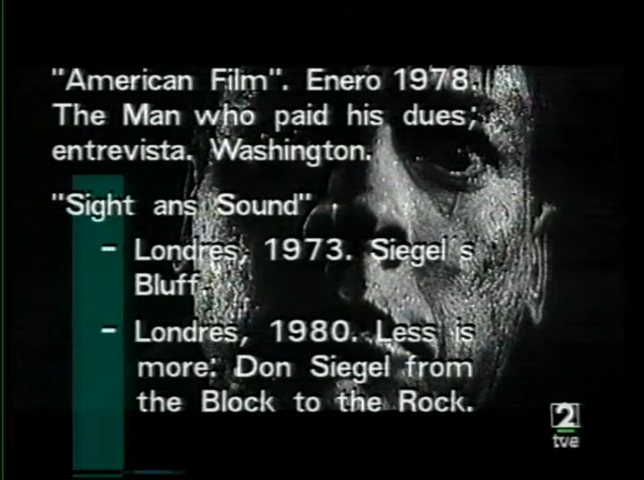 "American Film". Enero 1978.
The Man who paid his dues;
entrevista. Washington.
"Sight ans Sound"
- Londres, 1973. Siegel's
Bluff.
- Londres, 1980. Less is
more: Don Siegel from
the Block to the Rock.
2
tve